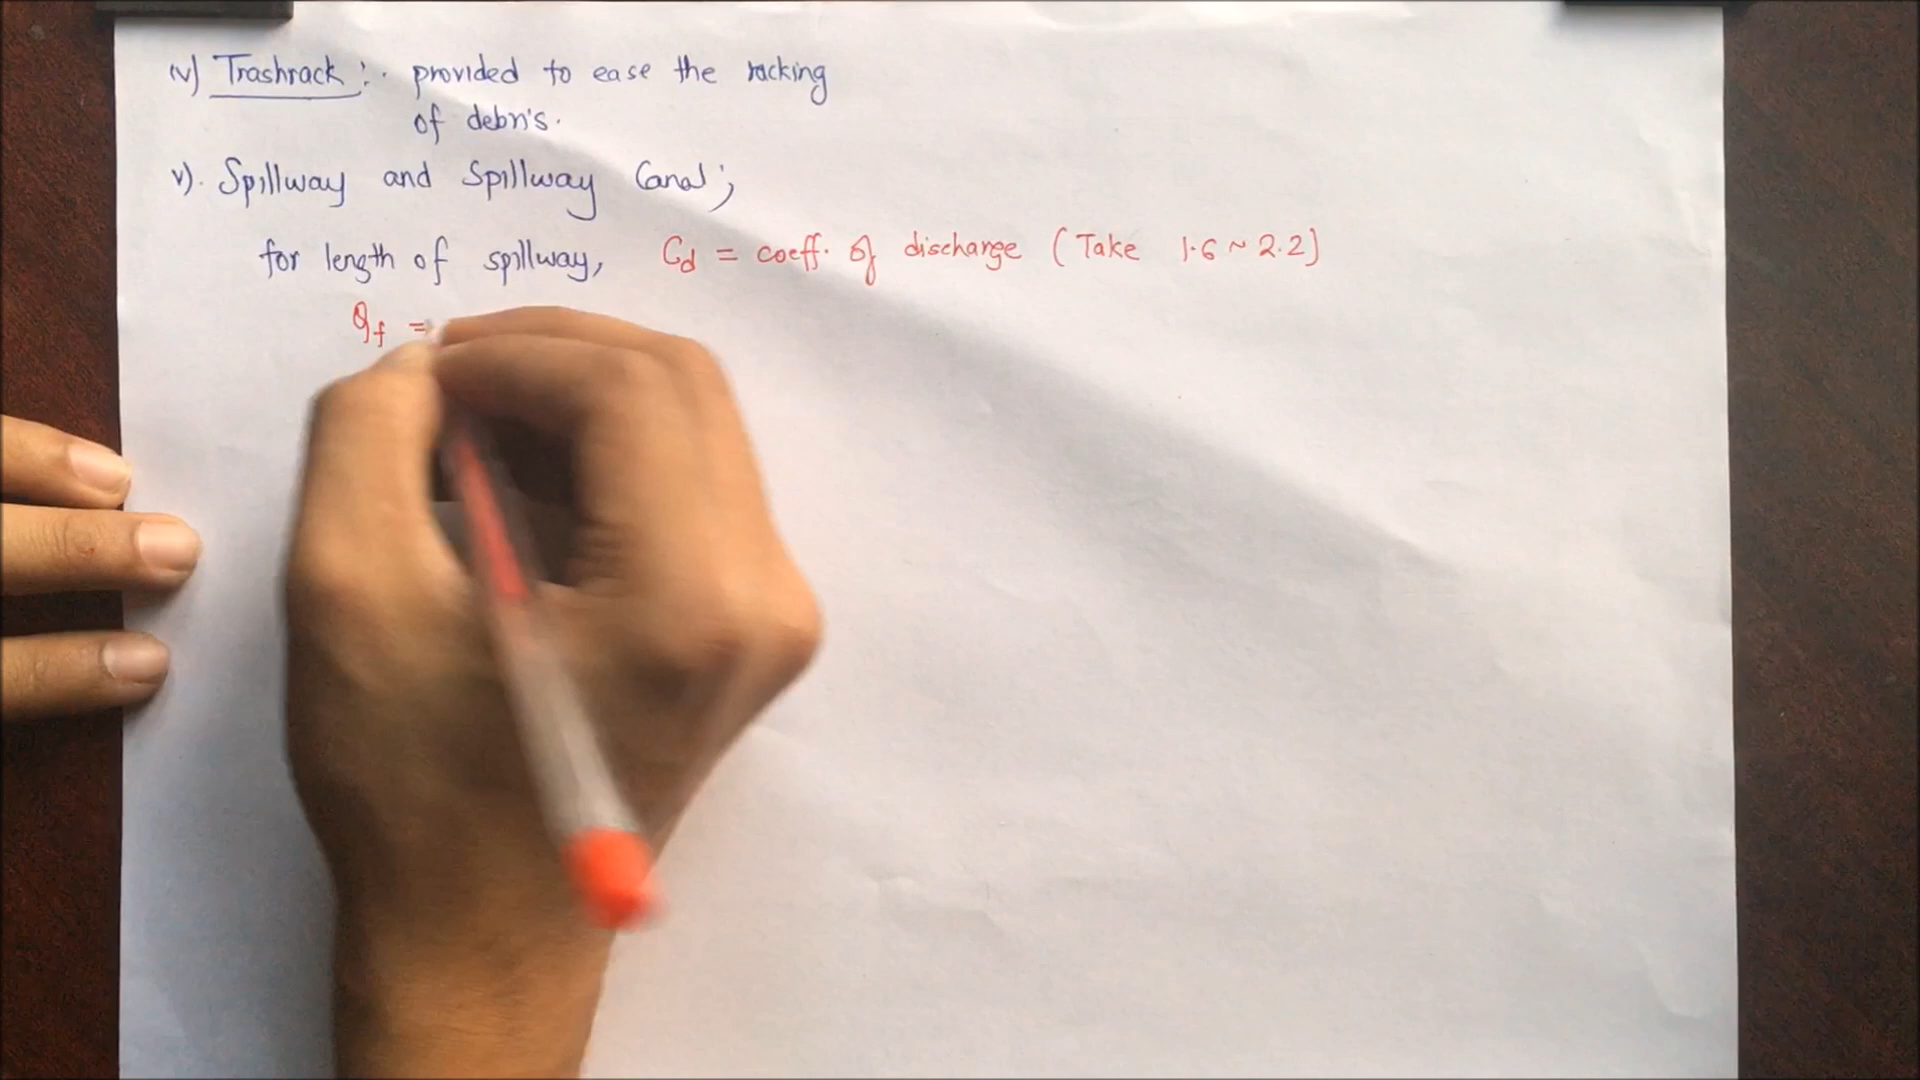 iv) Trashrack :- provided to ease the racking
of debris.
v). Spillway and Spillway Canal;
for length of spillway, Cd = coeff. of discharge (Take 1.6 ~ 2.2)
Qf =